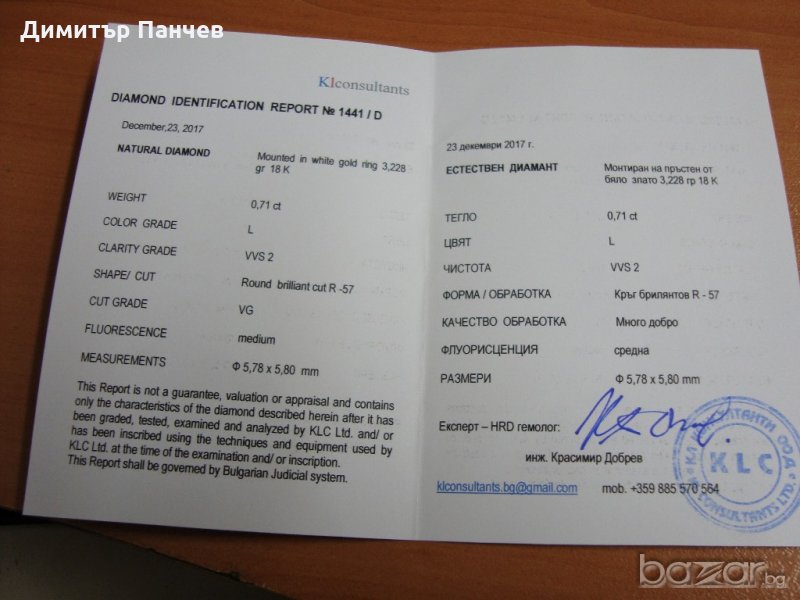 Димитър Панчев
Klconsultants
DIAMOND IDENTIFICATION REPORT № 1441 / D
December,23, 2017
NATURAL DIAMOND Mounted in white gold ring 3,228
gr 18 K
WEIGHT 0,71 ct
COLOR GRADE L
CLARITY GRADE VVS 2
SHAPE/ CUT Round brilliant cut R -57
CUT GRADE VG
FLUORESCENCE medium
MEASUREMENTS Ф 5,78 x 5,80 mm
This Report is not a guarantee, valuation or appraisal and contains
only the characteristics of the diamond described herein after it has
been graded, tested, examined and analyzed by KLC Ltd. and/ or
has been inscribed using the techniques and equipment used by
KLC Ltd. at the time of the examination and/ or inscription.
This Report shall be governed by Bulgarian Judicial system.
23 декември 2017 г.
ЕСТЕСТВЕН ДИАМАНТ Монтиран на пръстен от
бяло злато 3,228 гр 18 K
ТЕГЛО 0,71 ct
ЦВЯТ L
ЧИСТОТА VVS 2
ФОРМА / ОБРАБОТКА Кръг брилянтов R - 57
КАЧЕСТВО ОБРАБОТКА Много добро
ФЛУОРИСЦЕНЦИЯ средна
РАЗМЕРИ Ф 5,78 x 5,80 mm
Експерт – HRD гемолог:
инж. Красимир Добрев
klconsultants.bg@gmail.com mob. +359 885 570 564
KLC
CONSULTANTS LTD.
bazar.bg